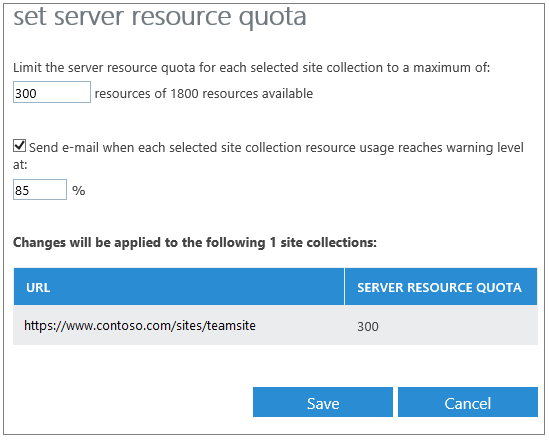 set server resource quota
Limit the server resource quota for each selected site collection to a maximum of:
300 resources of 1800 resources available
Send e-mail when each selected site collection resource usage reaches warning level
at:
85 %
Changes will be applied to the following 1 site collections:
URL SERVER RESOURCE QUOTA
https://www.contoso.com/sites/teamsite 300
Save Cancel